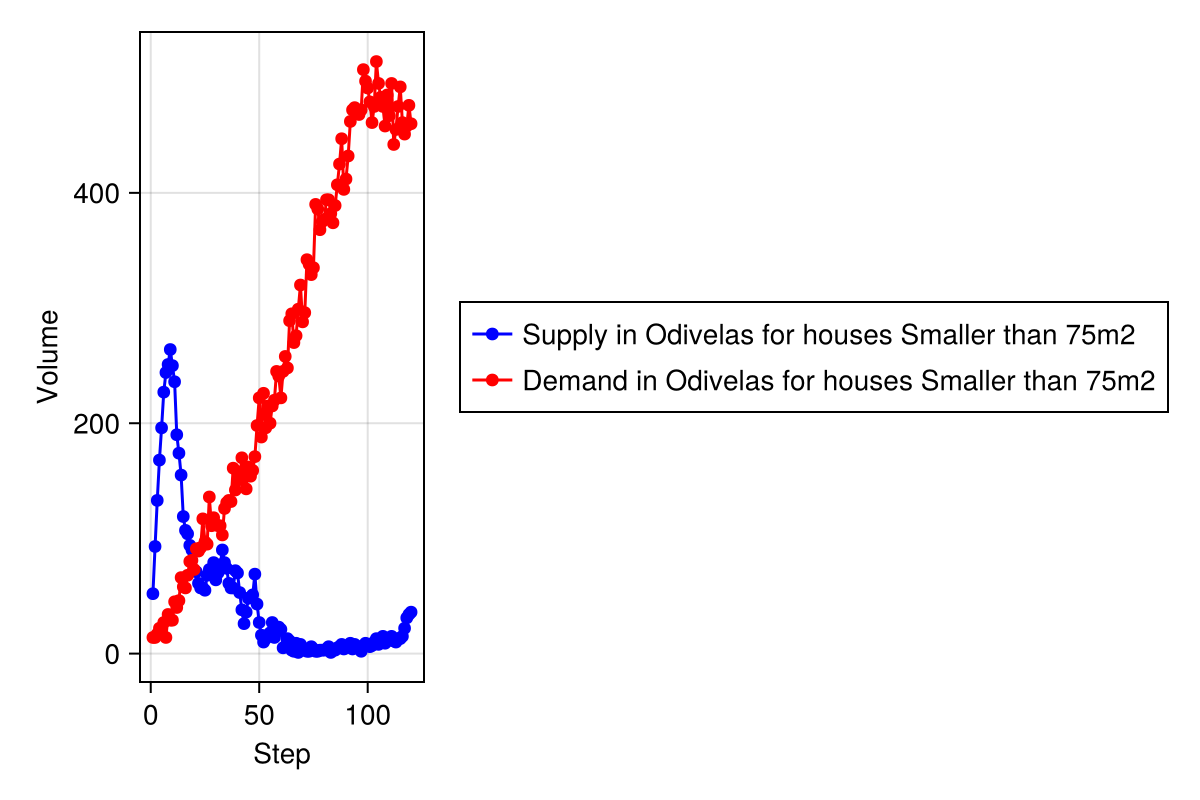 Volume
400
200
0
0 50 100
Step
Supply in Odivelas for houses Smaller than 75m2
Demand in Odivelas for houses Smaller than 75m2